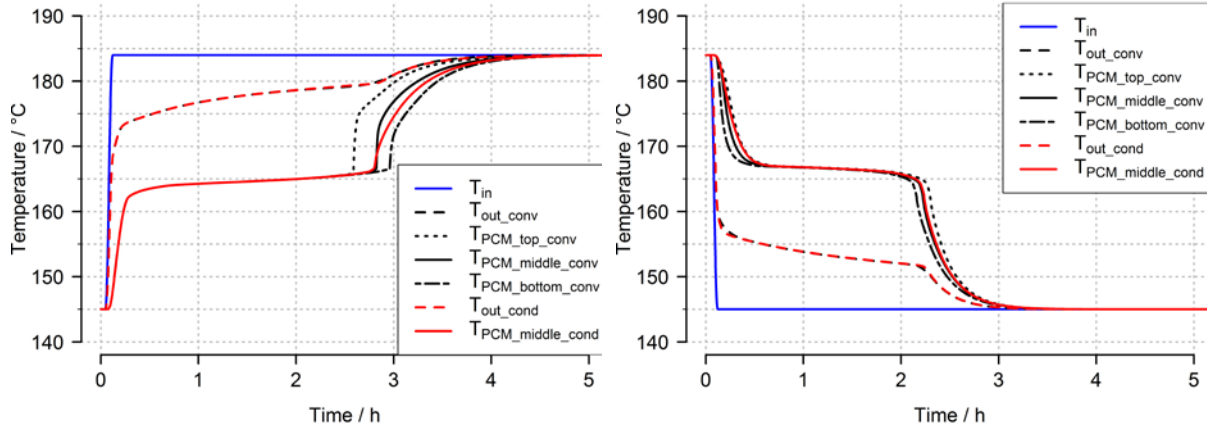 190
180
170
160
150
140
Temperature / °C
0 1 2 3 4 5
Time / h
T_in
T_out_conv
T_PCM_top_conv
T_PCM_middle_conv
T_PCM_bottom_conv
T_out_cond
T_PCM_middle_cond
190
180
170
160
150
140
Temperature / °C
0 1 2 3 4 5
Time / h
T_in
T_out_conv
T_PCM_top_conv
T_PCM_middle_conv
T_PCM_bottom_conv
T_out_cond
T_PCM_middle_cond